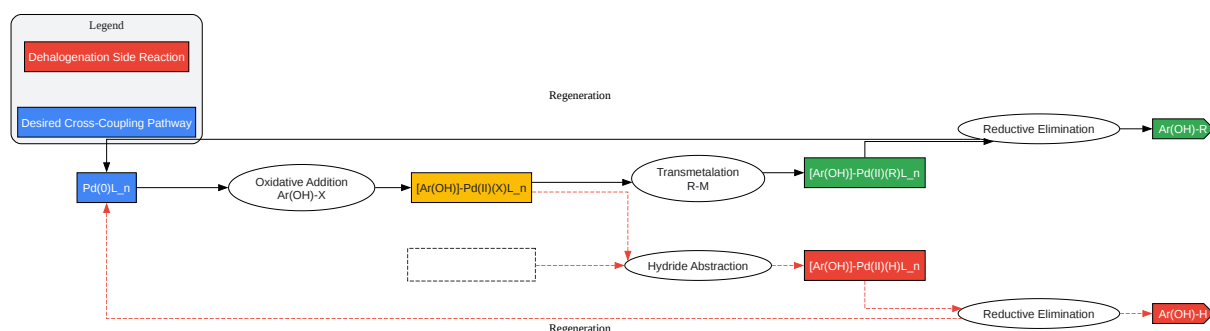 Legend
Dehalogenation Side Reaction
Desired Cross-Coupling Pathway
Regeneration
Reductive Elimination
Ar(OH)-R
Pd(0)L_n
Oxidative Addition
Ar(OH)-X
[Ar(OH)]-Pd(II)(X)L_n
Transmetalation
R-M
[Ar(OH)]-Pd(II)(R)L_n
Hydride Abstraction
[Ar(OH)]-Pd(II)(H)L_n
Reductive Elimination
Ar(OH)-H
Regeneration